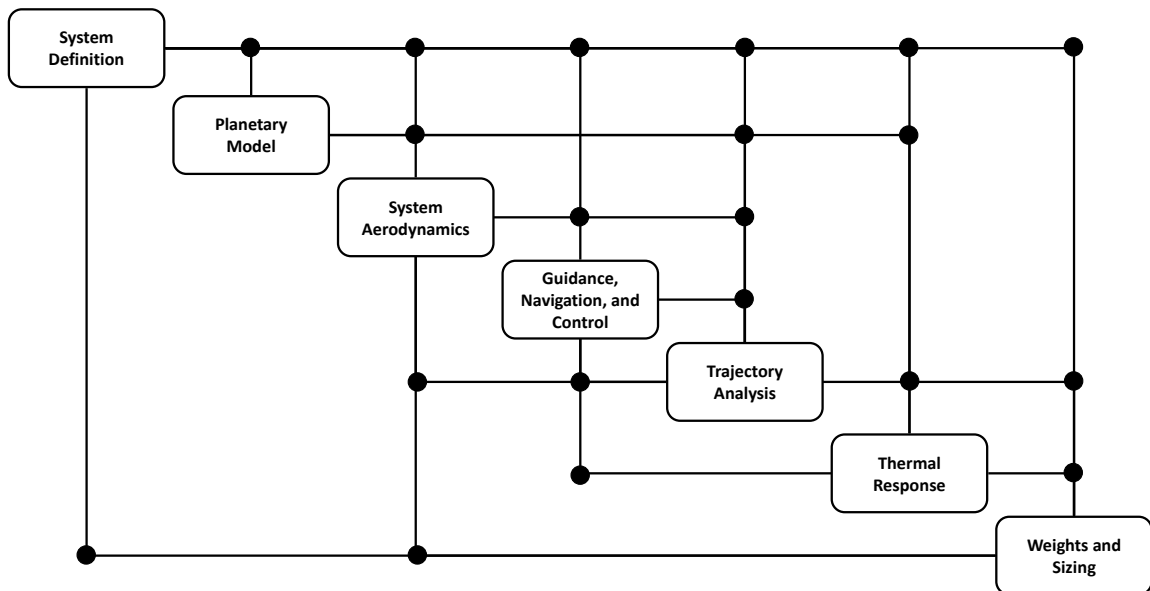 System
Definition
Planetary
Model
System
Aerodynamics
Guidance,
Navigation, and
Control
Trajectory
Analysis
Thermal
Response
Weights and
Sizing